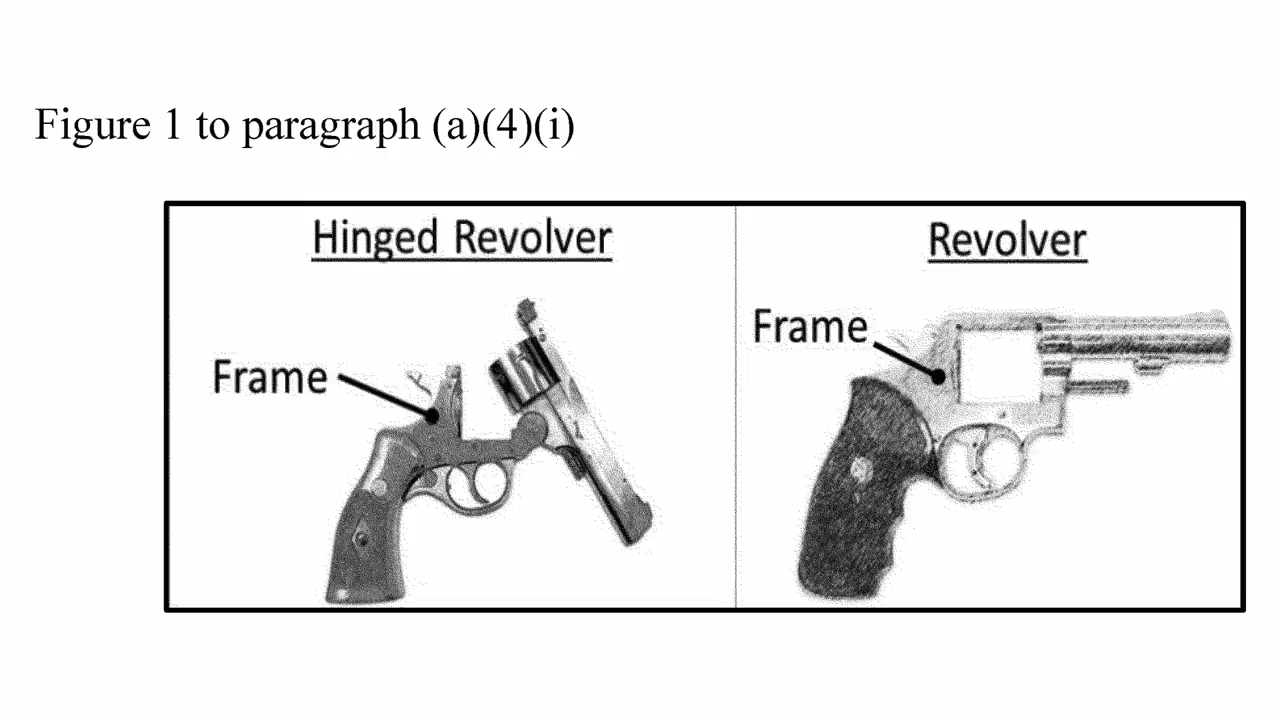 Figure 1 to paragraph (a)(4)(i)
Hinged Revolver
Frame
Revolver
Frame